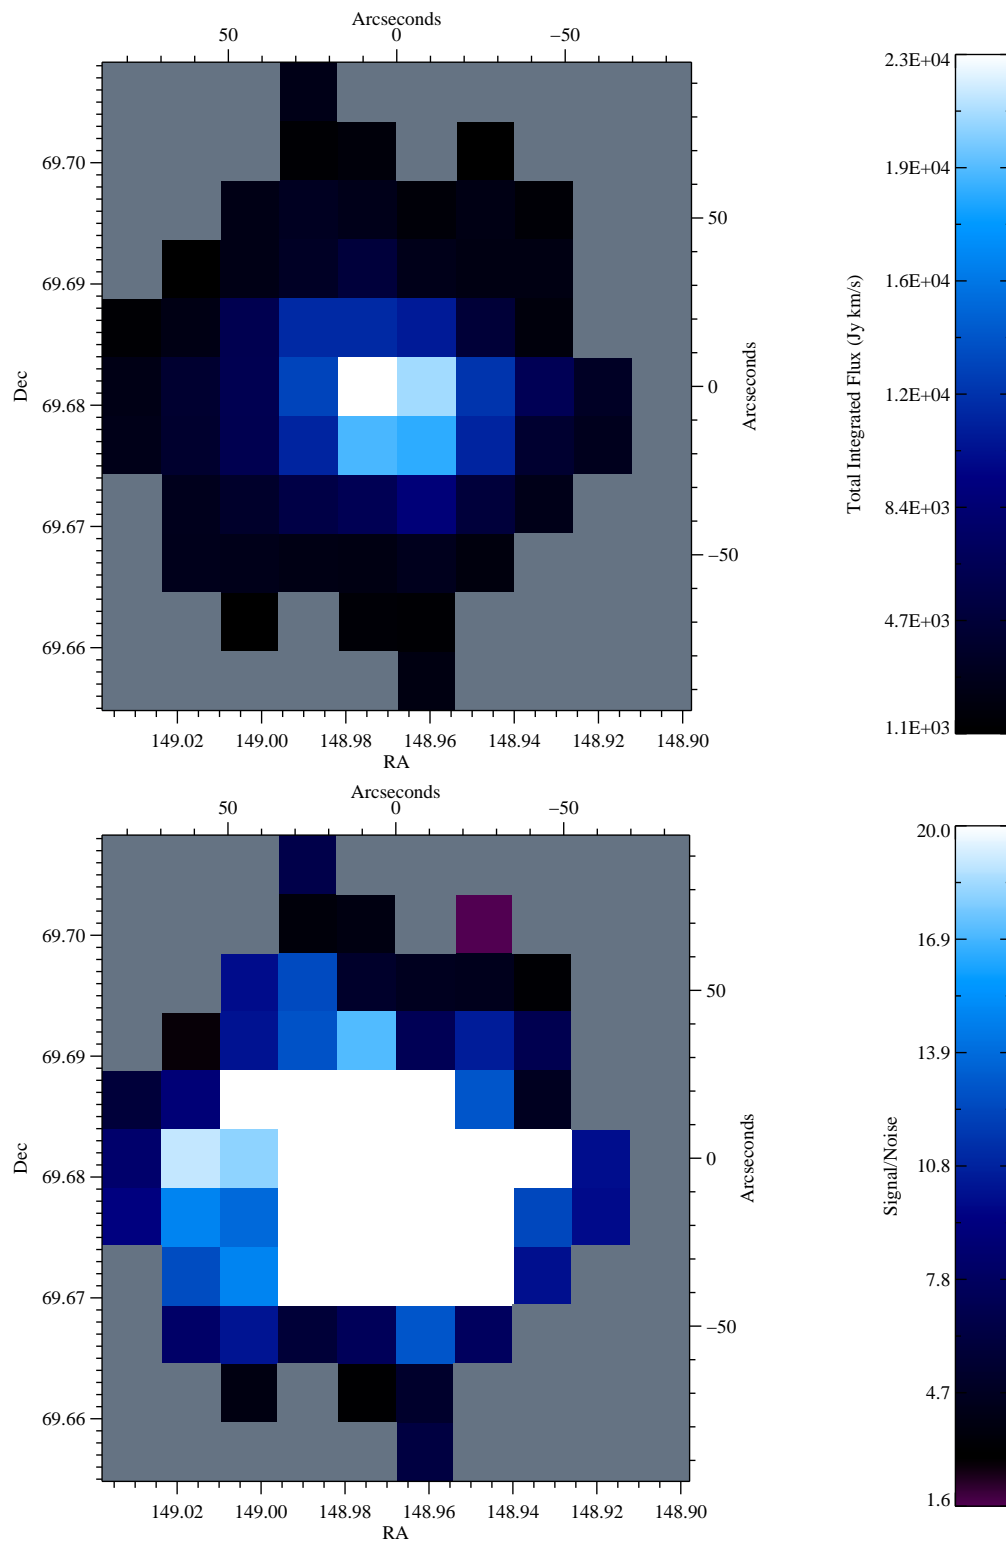 Arcseconds
50 0 −50
69.70
69.69
69.68
69.67
69.66
Dec
50
0
−50
Arcseconds
149.02 149.00 148.98 148.96 148.94 148.92 148.90
RA
2.3E+04
1.9E+04
1.6E+04
1.2E+04
8.4E+03
4.7E+03
1.1E+03
Total Integrated Flux (Jy km/s)
Arcseconds
50 0 −50
69.70
69.69
69.68
69.67
69.66
Dec
50
0
−50
Arcseconds
149.02 149.00 148.98 148.96 148.94 148.92 148.90
RA
20.0
16.9
13.9
10.8
7.8
4.7
1.6
Signal/Noise